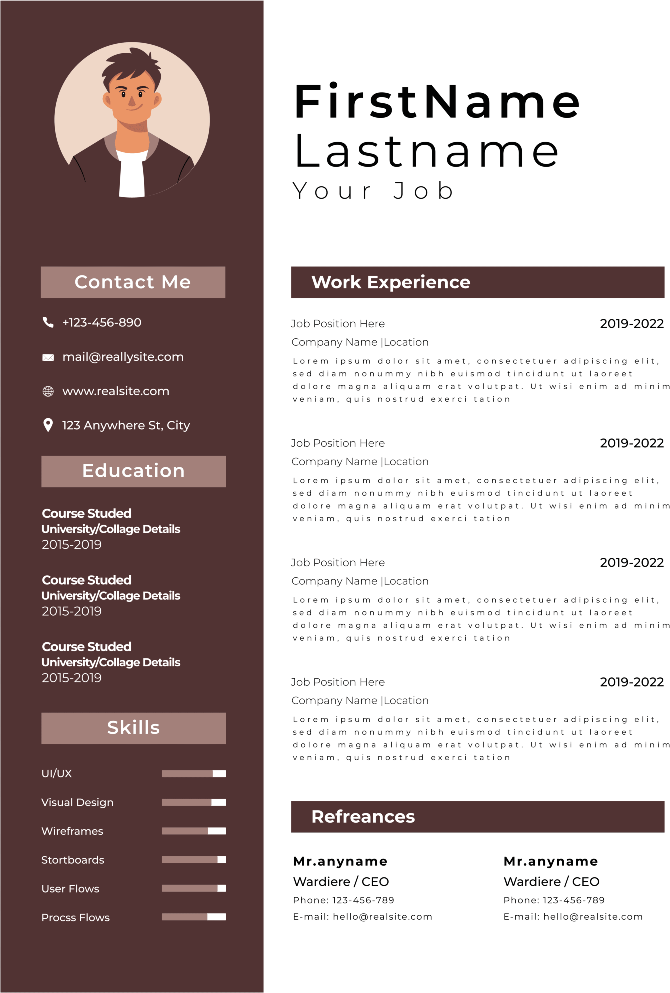 FirstName
Lastname
Your Job
Contact Me
+123-456-890
mail@reallysite.com
www.realsite.com
123 Anywhere St, City
Education
Course Studed
University/Collage Details
2015-2019
Course Studed
University/Collage Details
2015-2019
Course Studed
University/Collage Details
2015-2019
Skills
UI/UX
Visual Design
Wireframes
Stortboards
User Flows
Procss Flows
Work Experience
Job Position Here 2019-2022
Company Name |Location
Lorem ipsum dolor sit amet, consectetuer adipiscing elit,
sed diam nonummy nibh euismod tincidunt ut laoreet
dolore magna aliquam erat volutpat. Ut wisi enim ad minim
veniam, quis nostrud exerci tation
Job Position Here 2019-2022
Company Name |Location
Lorem ipsum dolor sit amet, consectetuer adipiscing elit,
sed diam nonummy nibh euismod tincidunt ut laoreet
dolore magna aliquam erat volutpat. Ut wisi enim ad minim
veniam, quis nostrud exerci tation
Job Position Here 2019-2022
Company Name |Location
Lorem ipsum dolor sit amet, consectetuer adipiscing elit,
sed diam nonummy nibh euismod tincidunt ut laoreet
dolore magna aliquam erat volutpat. Ut wisi enim ad minim
veniam, quis nostrud exerci tation
Job Position Here 2019-2022
Company Name |Location
Lorem ipsum dolor sit amet, consectetuer adipiscing elit,
sed diam nonummy nibh euismod tincidunt ut laoreet
dolore magna aliquam erat volutpat. Ut wisi enim ad minim
veniam, quis nostrud exerci tation
Refreances
Mr.anyname
Wardiere / CEO
Phone: 123-456-789
E-mail: hello@realsite.com
Mr.anyname
Wardiere / CEO
Phone: 123-456-789
E-mail: hello@realsite.com